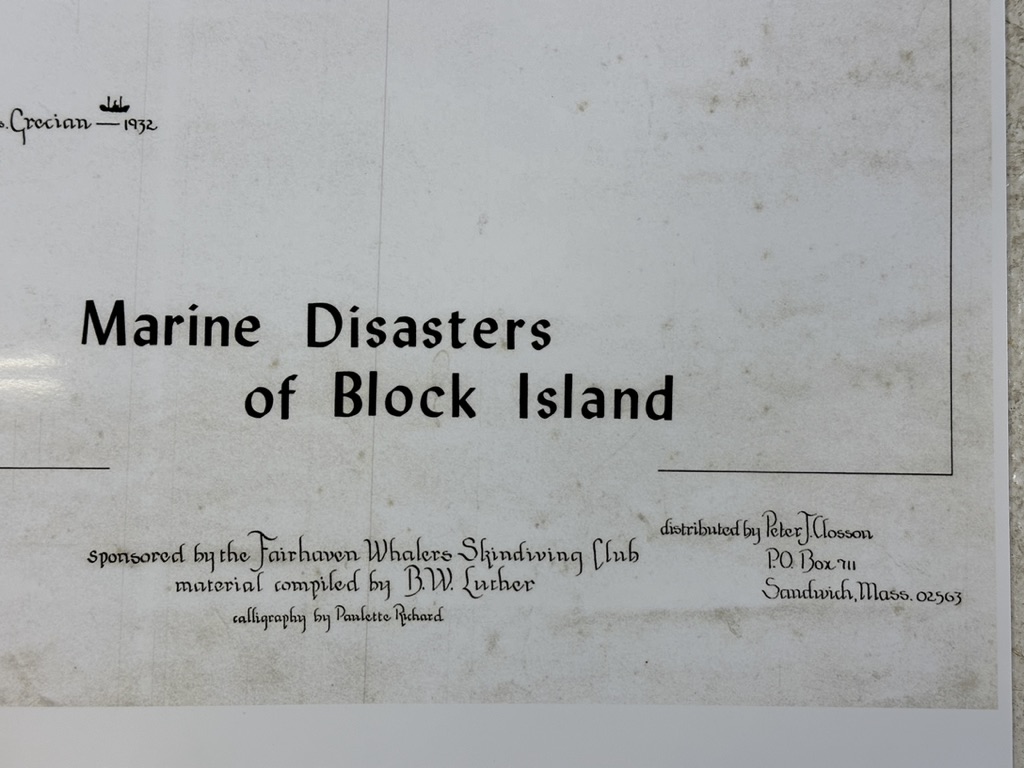 Grecian — 1932
Marine Disasters
of Block Island
sponsored by the Fairhaven Whalers Skindiving Club
material compiled by B.W. Luther
calligraphy by Paulette Richard
distributed by Peter J. Closson
P.O. Box 711
Sandwich, Mass. 02563